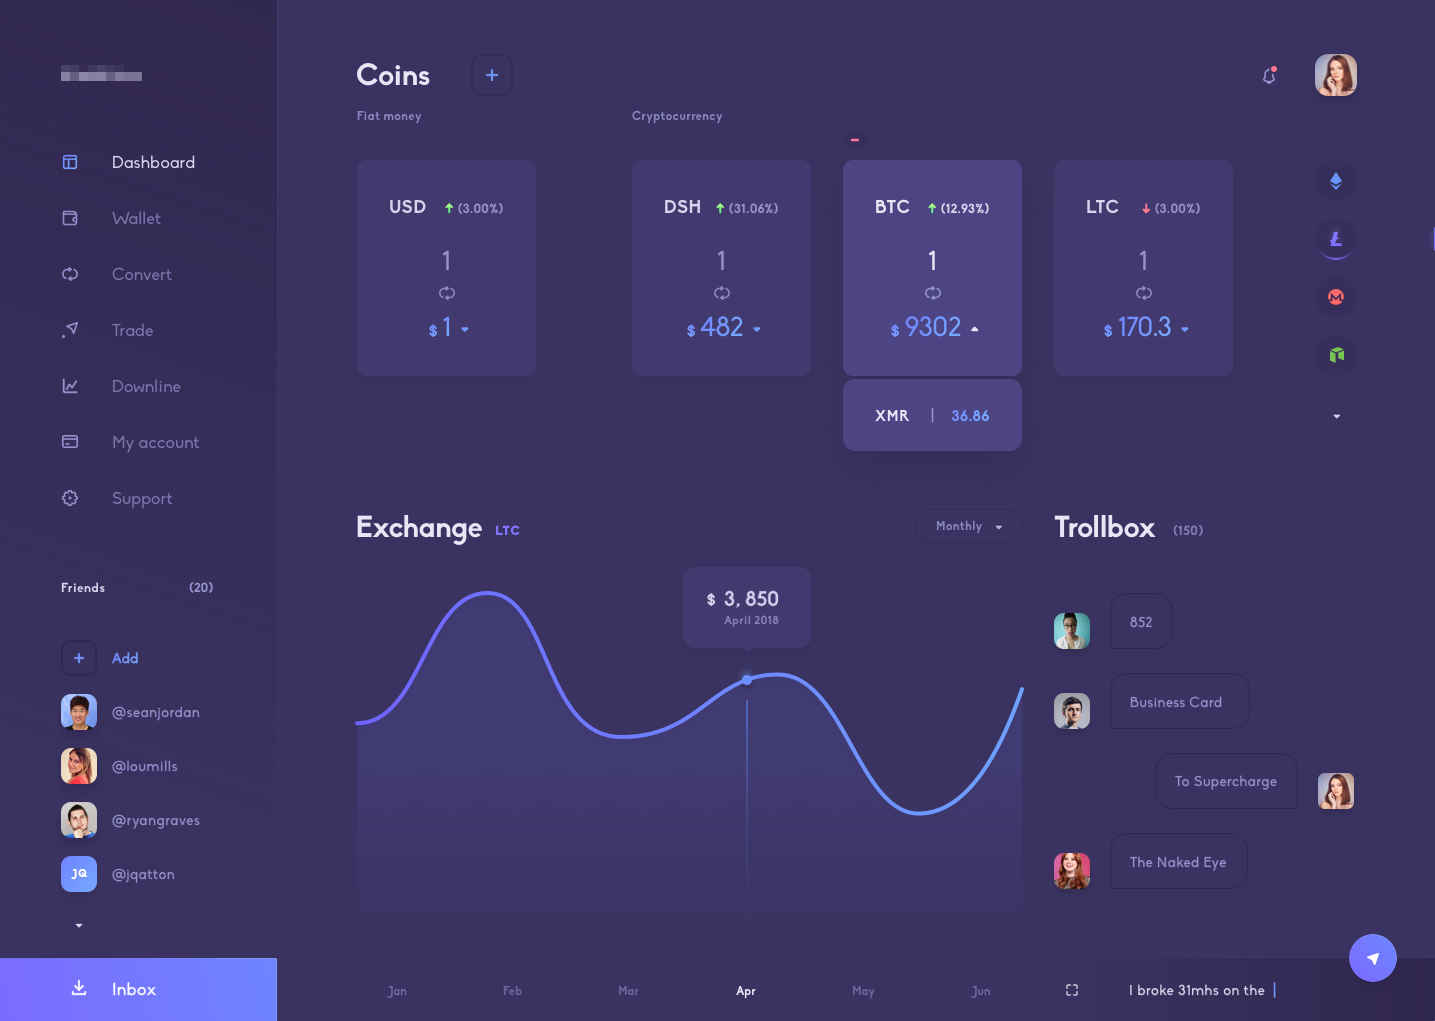 Dashboard
Wallet
Convert
Trade
Downline
My account
Support
Friends (20)
+ Add
@seanjordan
@loumills
@ryangraves
JQ @jqatton
Inbox
Coins +
Fiat money Cryptocurrency
USD (3.00%)
1
$ 1
DSH (31.06%)
1
$ 482
BTC (12.93%)
1
$ 9302
XMR | 36.86
LTC (3.00%)
1
$ 170.3
Exchange LTC
Monthly
$ 3, 850
April 2018
Jan Feb Mar Apr May Jun
Trollbox (150)
852
Business Card
To Supercharge
The Naked Eye
I broke 31mhs on the |